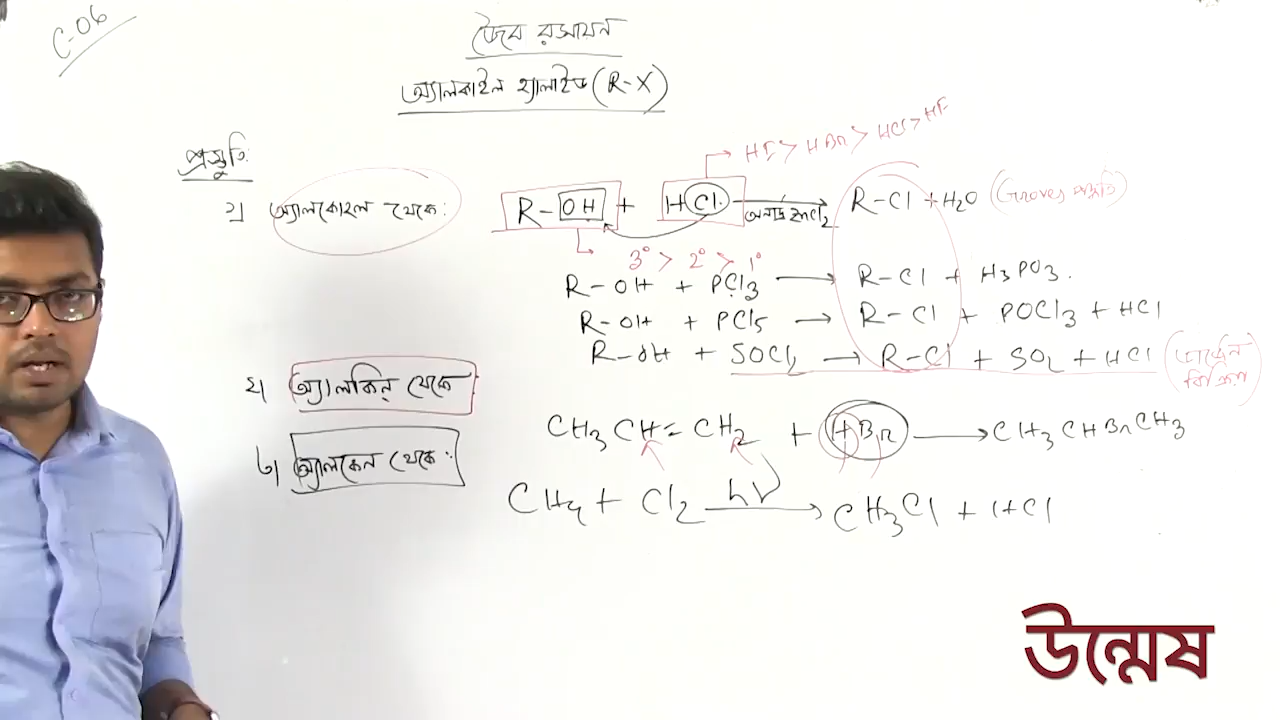 C-06
জৈব রসায়ন
অ্যালকাইল হ্যালাইড (R-X)
প্রস্তুতি:
HI > HBr > HCl > HF
১) অ্যালকোহল থেকে:
R-OH + HCl ⟶ R-Cl + H₂O (Groves পদ্ধতি)
অনার্দ্র ZnCl₂
3° > 2° > 1°
R-OH + PCl₃ ⟶ R-Cl + H₃PO₃.
R-OH + PCl₅ ⟶ R-Cl + POCl₃ + HCl
R-OH + SOCl₂ ⟶ R-Cl + SO₂ + HCl
২) অ্যালকিন্ থেকে
CH₃CH=CH₂ + HBr ⟶ CH₃CHBrCH₃
৩) অ্যালকেন থেকে:
CH₄ + Cl₂ hν ⟶ CH₃Cl + HCl
উন্মেষ